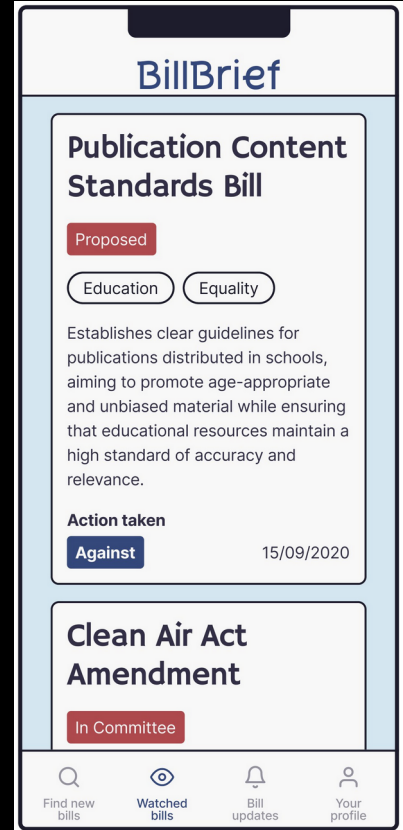 BillBrief
Publication Content
Standards Bill
Proposed
Education Equality
Establishes clear guidelines for
publications distributed in schools,
aiming to promote age-appropriate
and unbiased material while ensuring
that educational resources maintain a
high standard of accuracy and
relevance.
Action taken
Against 15/09/2020
Clean Air Act
Amendment
In Committee
Find new Watched Bill Your
bills bills updates profile